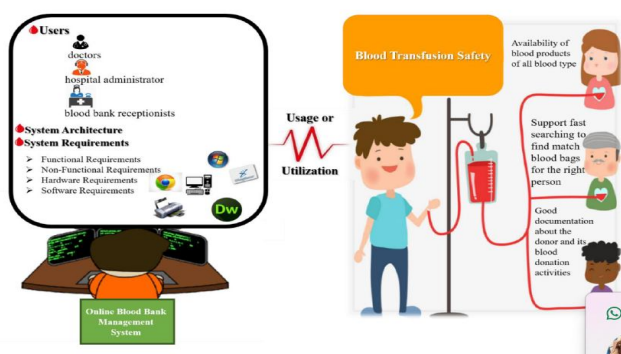 Users
doctors
hospital administrator
blood bank receptionists
System Architecture
System Requirements
Functional Requirements
Non-Functional Requirements
Hardware Requirements
Software Requirements
Dw
Online Blood Bank
Management
System
Usage or
Utilization
Blood Transfusion Safety
Availability of
blood products
of all blood type
Support fast
searching to
find match
blood bags
for the right
person
Good
documentation
about the
donor and its
blood
donation
activities